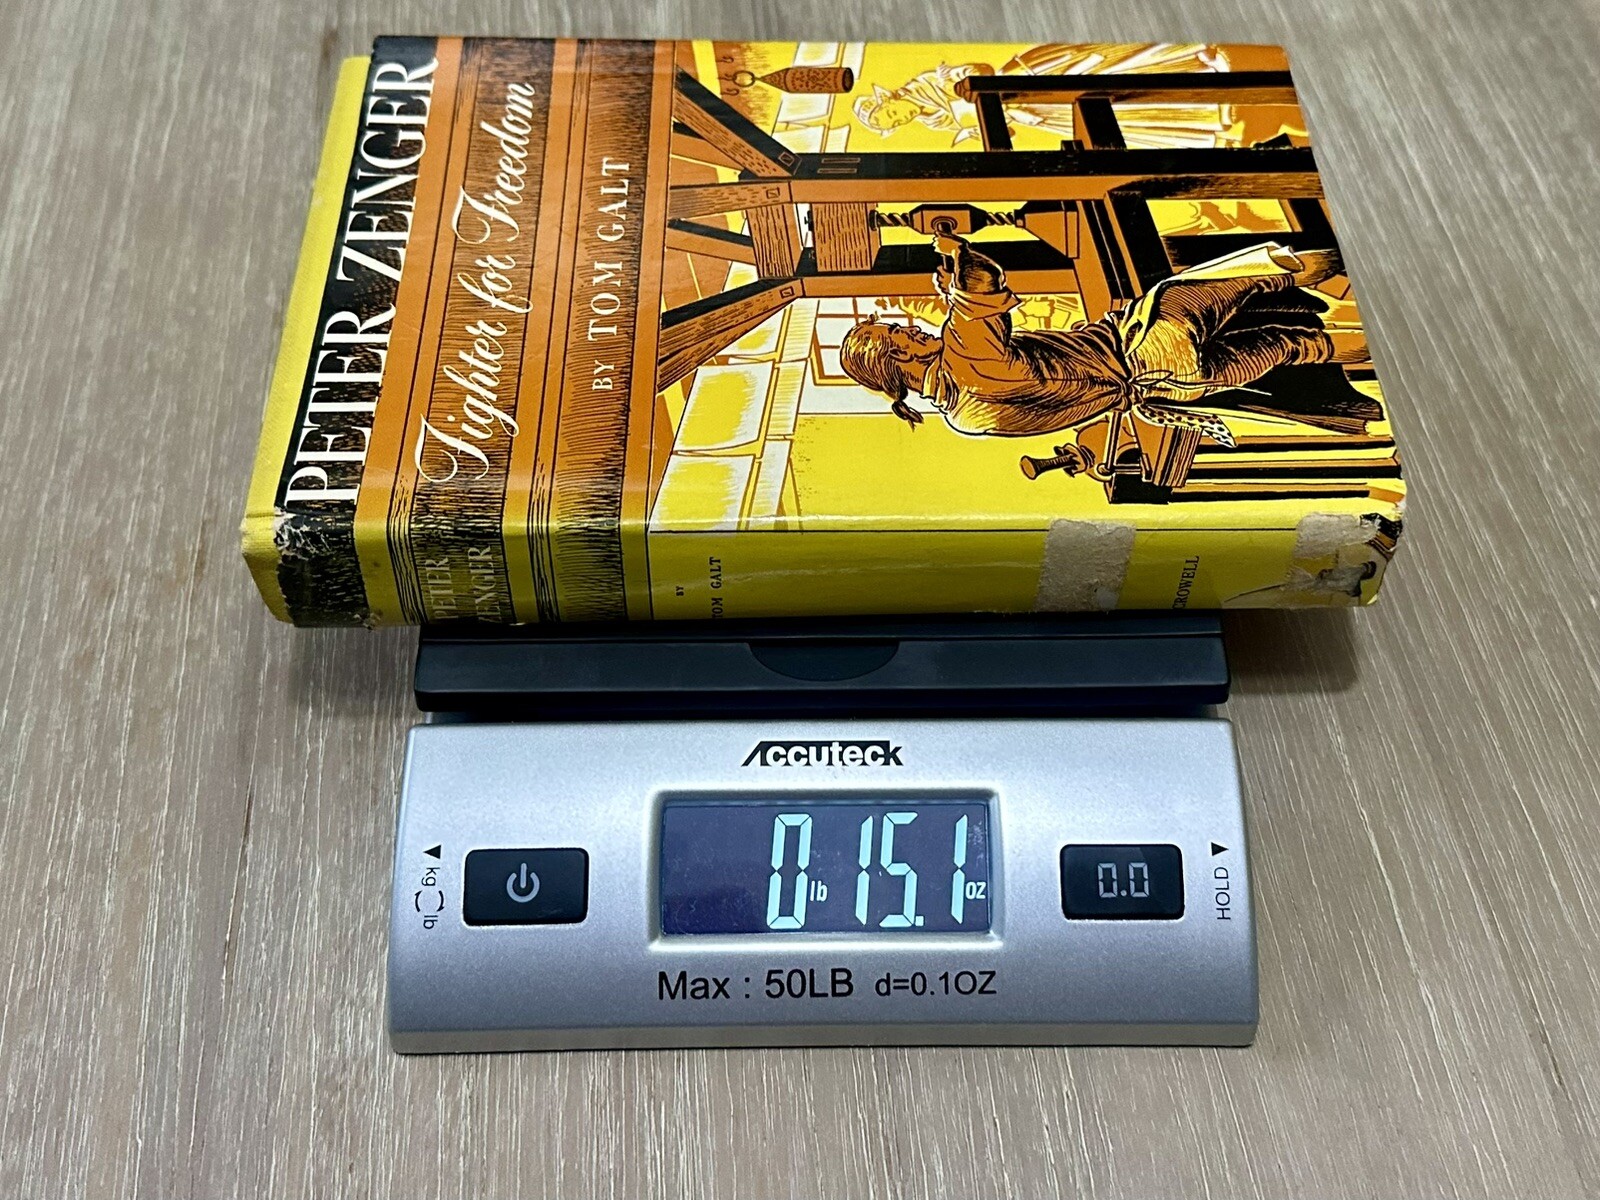 PETER ZENGER
Fighter for Freedom
BY TOM GALT
PETER
ZENGER
BY
TOM GALT
CROWELL
Accuteck
0 lb 15.1 oz
kg lb
0.0
HOLD
Max : 50LB d=0.1OZ